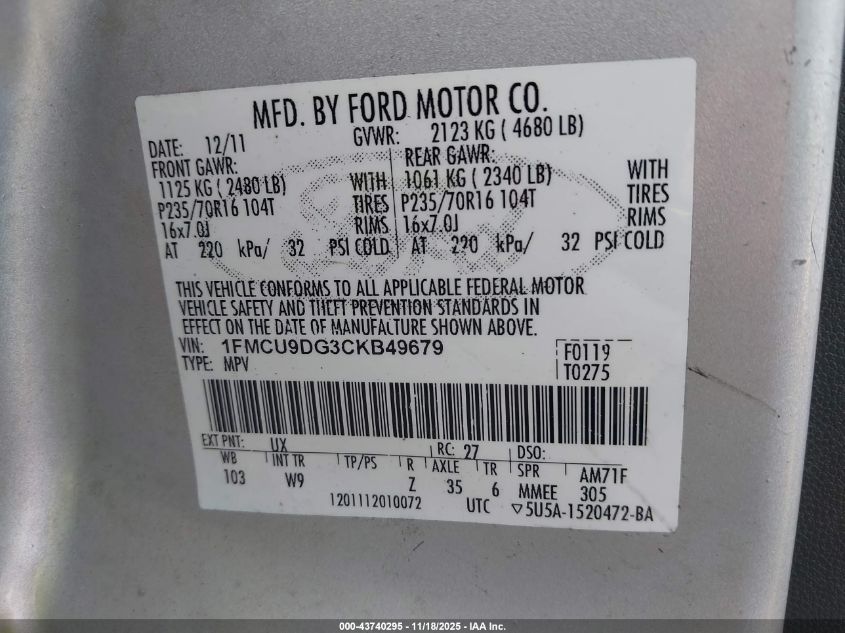 MFD. BY FORD MOTOR CO.
DATE: 12/11 GVWR: 2123 KG ( 4680 LB)
FRONT GAWR: REAR GAWR:
1125 KG ( 2480 LB) WITH 1061 KG ( 2340 LB) WITH
P235/70R16 104T TIRES P235/70R16 104T TIRES
16x7.0J RIMS 16x7.0J RIMS
AT 220 kPa/ 32 PSI COLD AT 220 kPa/ 32 PSI COLD
THIS VEHICLE CONFORMS TO ALL APPLICABLE FEDERAL MOTOR
VEHICLE SAFETY AND THEFT PREVENTION STANDARDS IN
EFFECT ON THE DATE OF MANUFACTURE SHOWN ABOVE.
VIN: 1FMCU9DG3CKB49679 F0119
TYPE: MPV T0275
EXT PNT: UX RC: 27 DSO:
WB INT TR TP/PS R AXLE TR SPR AM71F
103 W9 Z 35 6 MMEE 305
1201112010072 UTC ▽5U5A-1520472-BA
000-43740295 - 11/18/2025 - IAA Inc.